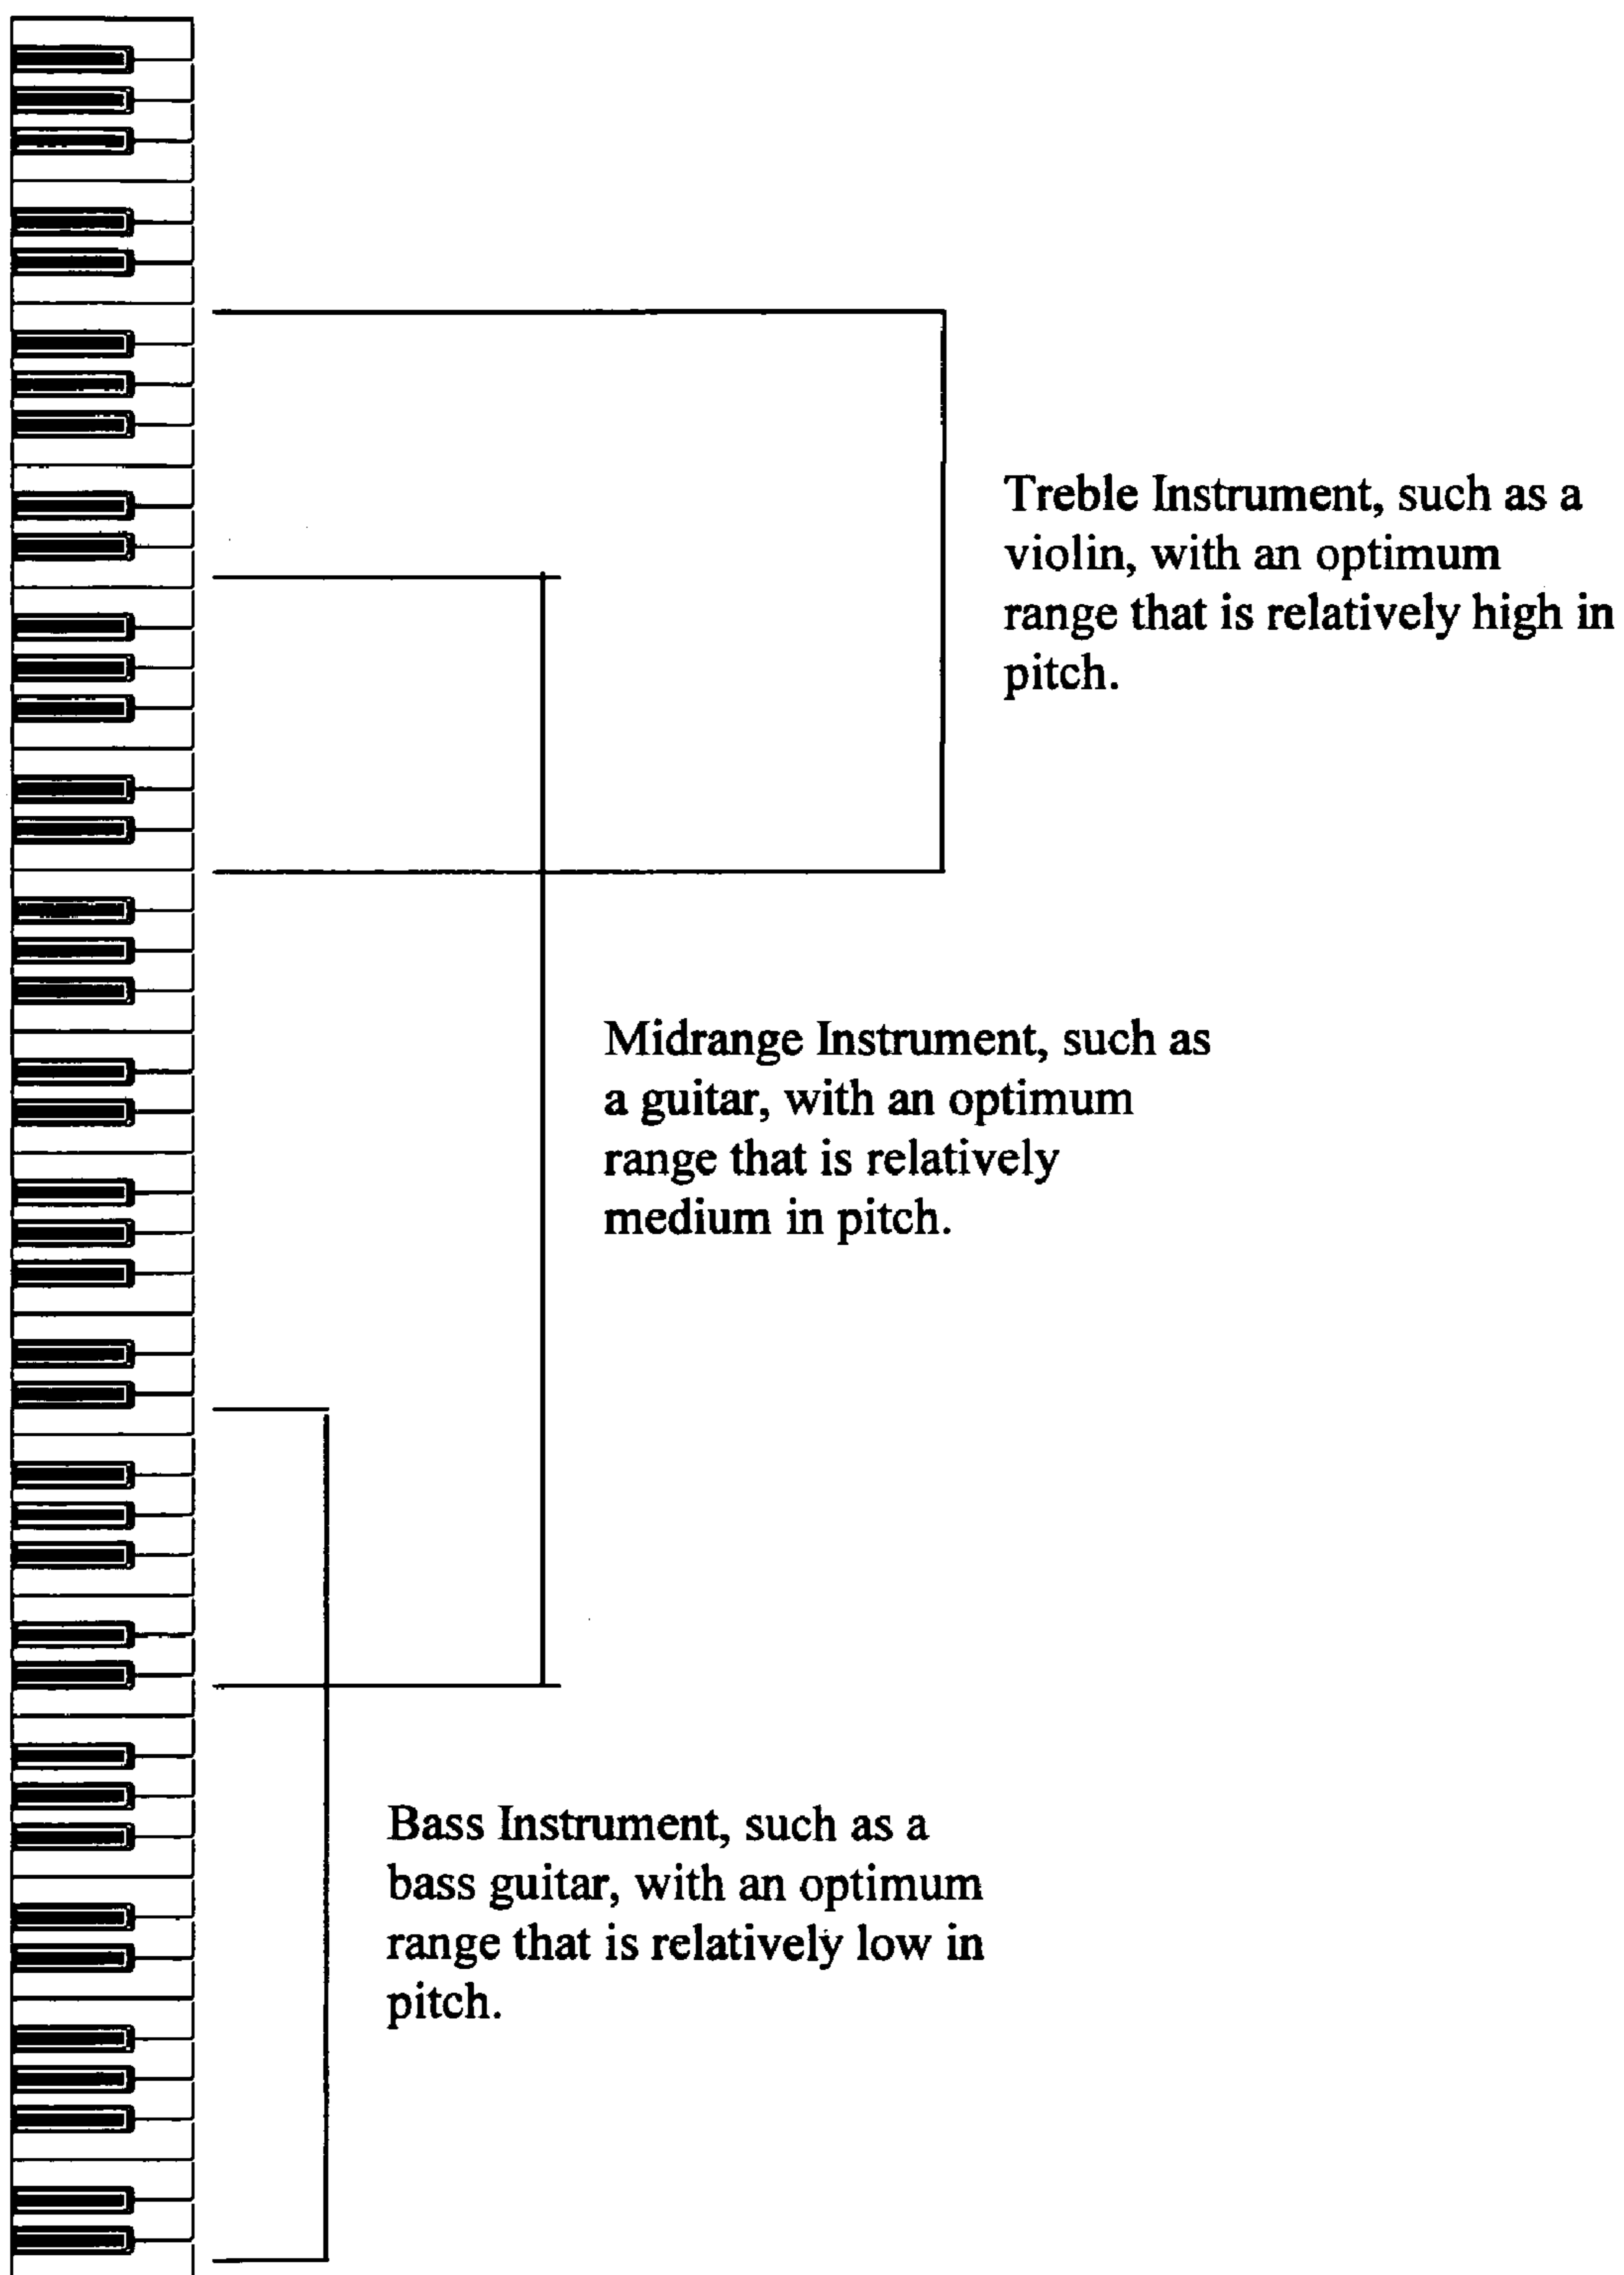 Treble Instrument, such as a
violin, with an optimum
range that is relatively high in
pitch.
Midrange Instrument, such as
a guitar, with an optimum
range that is relatively
medium in pitch.
Bass Instrument, such as a
bass guitar, with an optimum
range that is relatively low in
pitch.